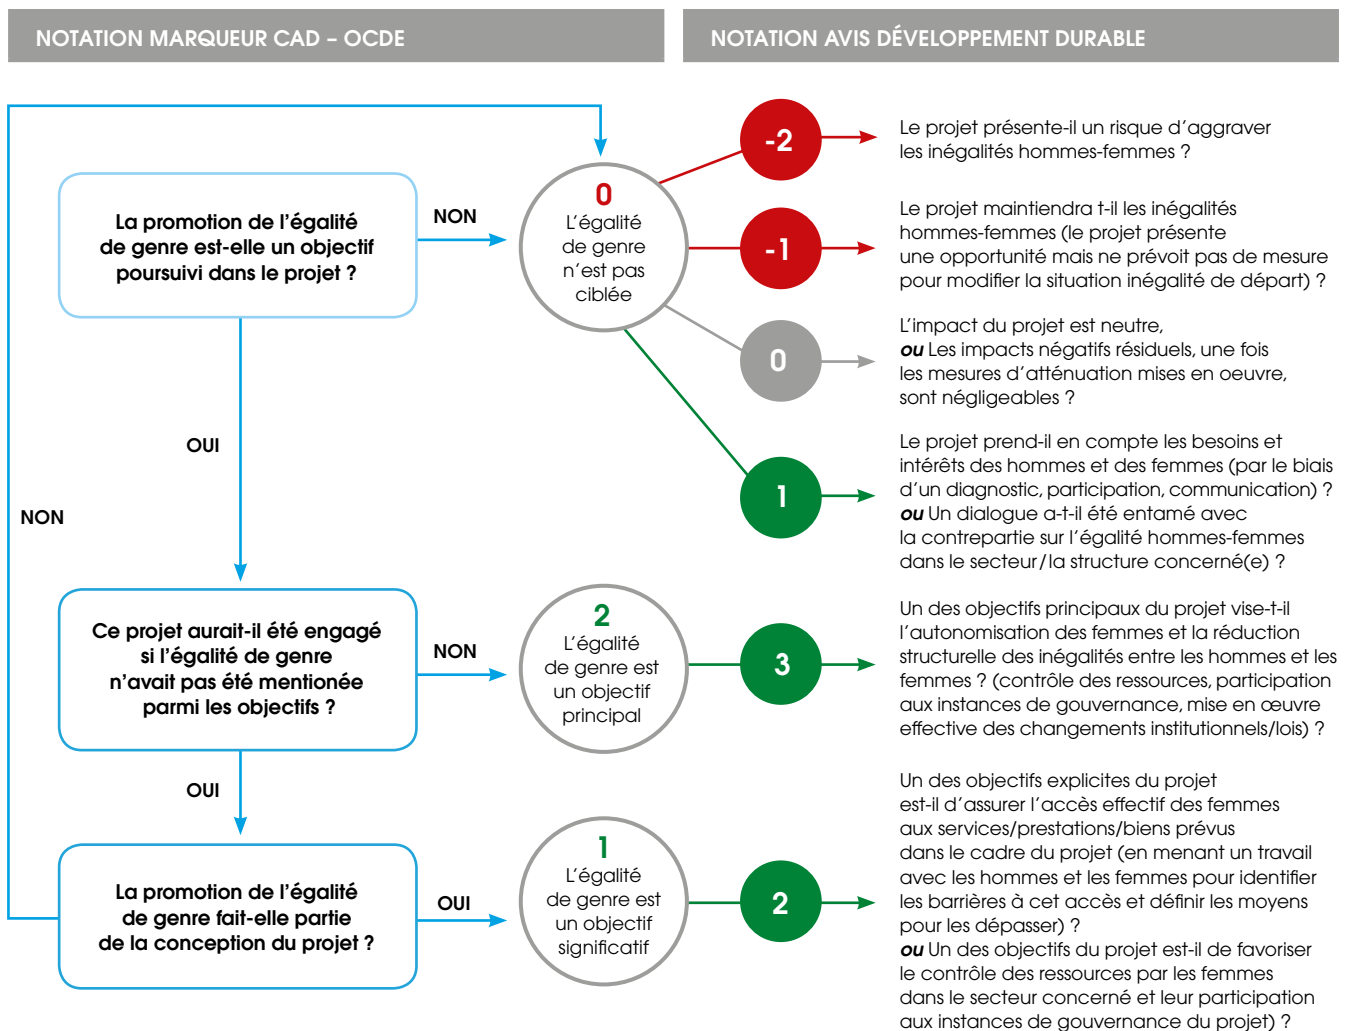 NOTATION MARQUEUR CAD – OCDE
NOTATION AVIS DÉVELOPPEMENT DURABLE
La promotion de l’égalité
de genre est-elle un objectif
poursuivi dans le projet ?
NON
0
L’égalité
de genre
n’est pas
ciblée
-2
Le projet présente-il un risque d’aggraver
les inégalités hommes-femmes ?
-1
Le projet maintiendra t-il les inégalités
hommes-femmes (le projet présente
une opportunité mais ne prévoit pas de mesure
pour modifier la situation inégalité de départ) ?
0
L’impact du projet est neutre,
ou Les impacts négatifs résiduels, une fois
les mesures d’atténuation mises en oeuvre,
sont négligeables ?
1
Le projet prend-il en compte les besoins et
intérêts des hommes et des femmes (par le biais
d’un diagnostic, participation, communication) ?
ou Un dialogue a-t-il été entamé avec
la contrepartie sur l’égalité hommes-femmes
dans le secteur/la structure concerné(e) ?
OUI
NON
Ce projet aurait-il été engagé
si l’égalité de genre
n’avait pas été mentionée
parmi les objectifs ?
NON
2
L’égalité
de genre est
un objectif
principal
3
Un des objectifs principaux du projet vise-t-il
l’autonomisation des femmes et la réduction
structurelle des inégalités entre les hommes et les
femmes ? (contrôle des ressources, participation
aux instances de gouvernance, mise en œuvre
effective des changements institutionnels/lois) ?
OUI
La promotion de l’égalité
de genre fait-elle partie
de la conception du projet ?
OUI
1
L’égalité
de genre est
un objectif
significatif
2
Un des objectifs explicites du projet
est-il d’assurer l’accès effectif des femmes
aux services/prestations/biens prévus
dans le cadre du projet (en menant un travail
avec les hommes et les femmes pour identifier
les barrières à cet accès et définir les moyens
pour les dépasser) ?
ou Un des objectifs du projet est-il de favoriser
le contrôle des ressources par les femmes
dans le secteur concerné et leur participation
aux instances de gouvernance du projet) ?